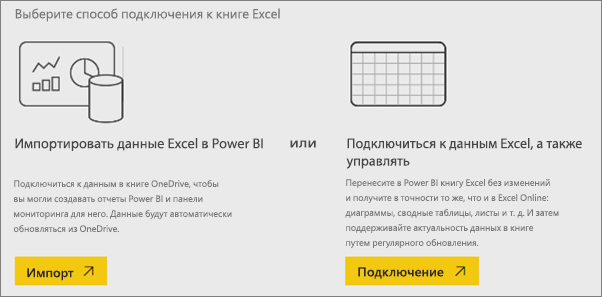 Выберите способ подключения к книге Excel
Импортировать данные Excel в Power BI
или
Подключиться к данным Excel, а также
управлять
Подключиться к данным в книге OneDrive, чтобы
вы могли создавать отчеты Power BI и панели
мониторинга для него. Данные будут автоматически
обновляться из OneDrive.
Перенесите в Power BI книгу Excel без изменений
и получите в точности то же, что и в Excel Online:
диаграммы, сводные таблицы, листы и т. д. И затем
поддерживайте актуальность данных в книге
путем регулярного обновления.
Импорт
Подключение